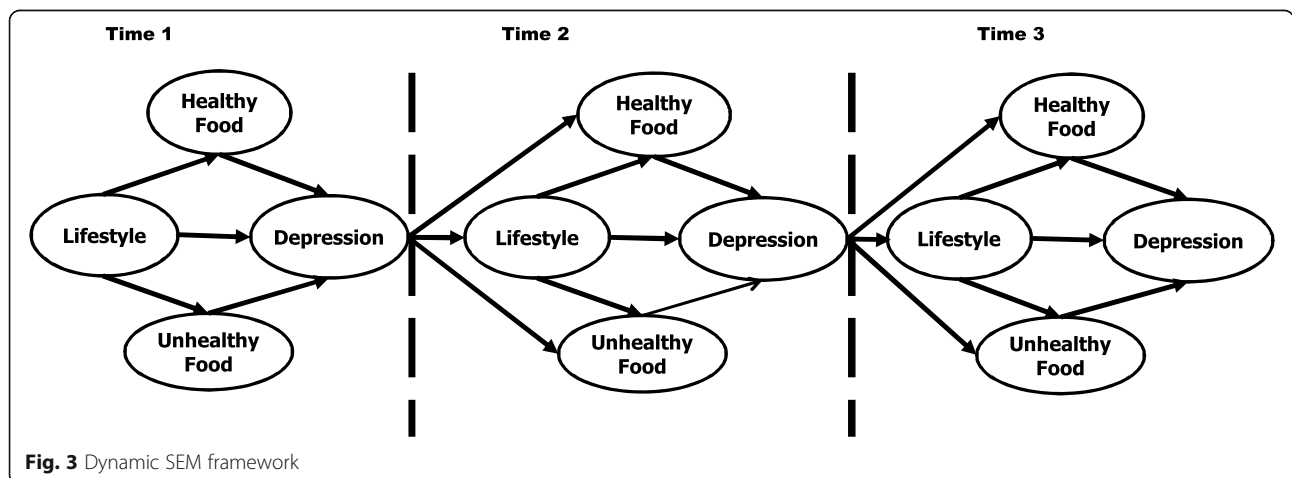 Time 1
Time 2
Time 3
Healthy
Food
Lifestyle
Depression
Unhealthy
Food
Healthy
Food
Lifestyle
Depression
Unhealthy
Food
Healthy
Food
Lifestyle
Depression
Unhealthy
Food
Fig. 3 Dynamic SEM framework